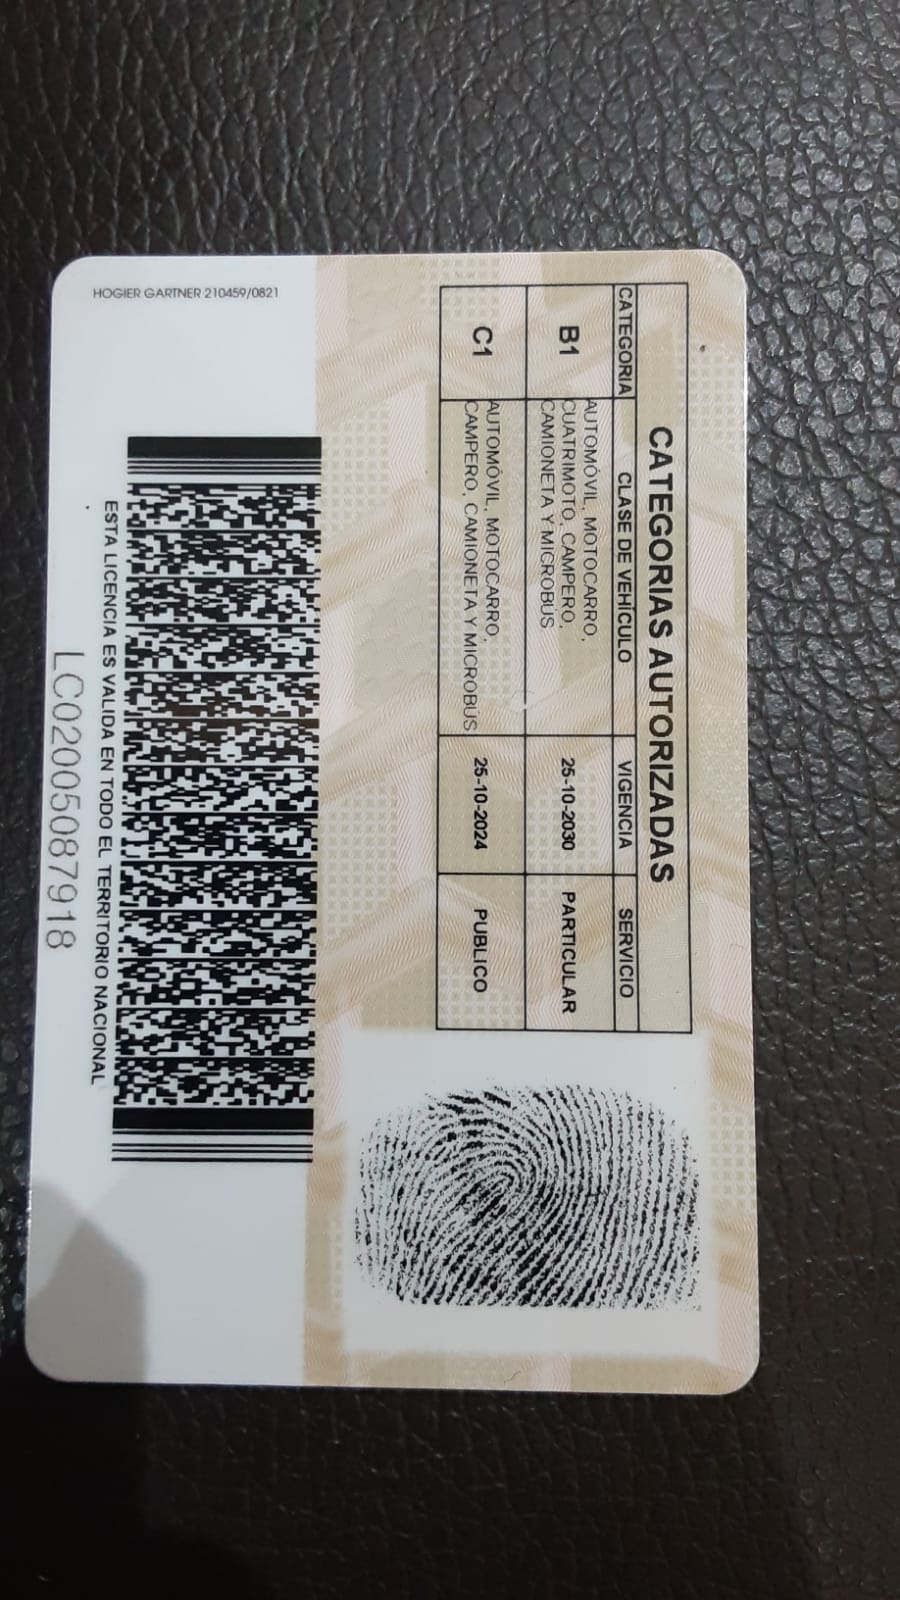 CATEGORIAS AUTORIZADAS
CATEGORIA CLASE DE VEHÍCULO VIGENCIA SERVICIO
B1 AUTOMÓVIL, MOTOCARRO, CUATRIMOTO, CAMPERO, CAMIONETA Y MICROBÚS 25-10-2030 PARTICULAR
C1 AUTOMÓVIL, MOTOCARRO, CAMPERO, CAMIONETA Y MICROBÚS 25-10-2024 PUBLICO
HOGIER GARTNER 210459/0821
ESTA LICENCIA ES VALIDA EN TODO EL TERRITORIO NACIONAL
LC02005087918